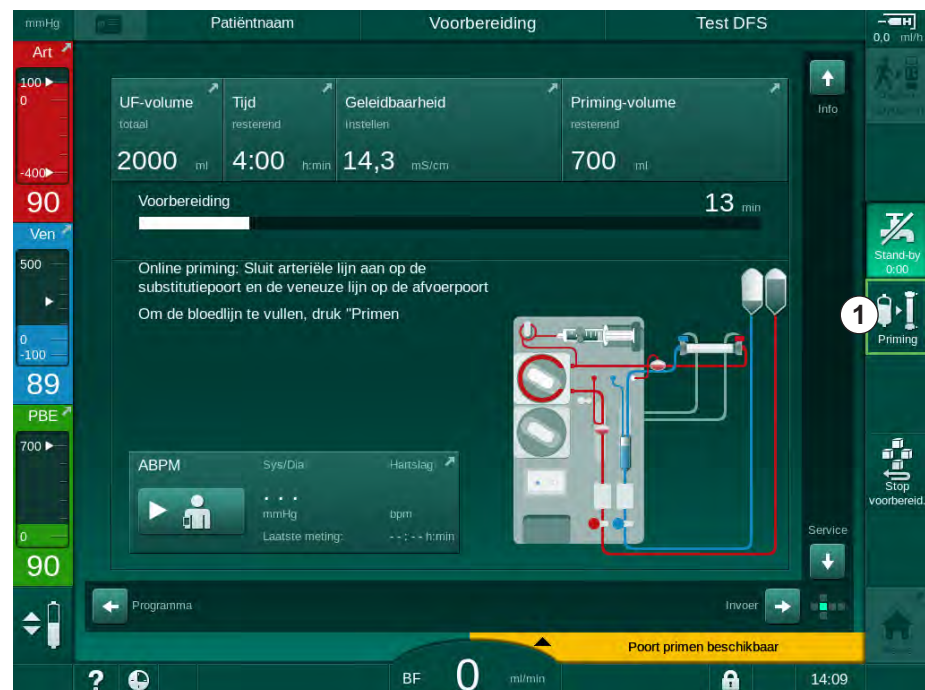 mmHg
Patiëntnaam
Voorbereiding
Test DFS
H
0,0 ml/h
Art
100
0
-400
90
Ven
500
0
-100
89
PBE
700
0
90
UF-volume
totaal
2000 ml
Tijd
resterend
4:00 h:min
Geleidbaarheid
instellen
14,3 mS/cm
Priming-volume
resterend
700 ml
Voorbereiding
13 min
Online priming: Sluit arteriële lijn aan op de
substitutiepoort en de veneuze lijn op de afvoerpoort
Om de bloedlijn te vullen, druk "Primen
ABPM
Sys/Dia
Hartslag
. . .
mmHg
bpm
Laatste meting:
--:-- h:min
Info
Service
Programma
Invoer
Stand-by
0:00
1
Priming
Stop
voorbereid.
Poort primen beschikbaar
?
BF 0 ml/min
14:09